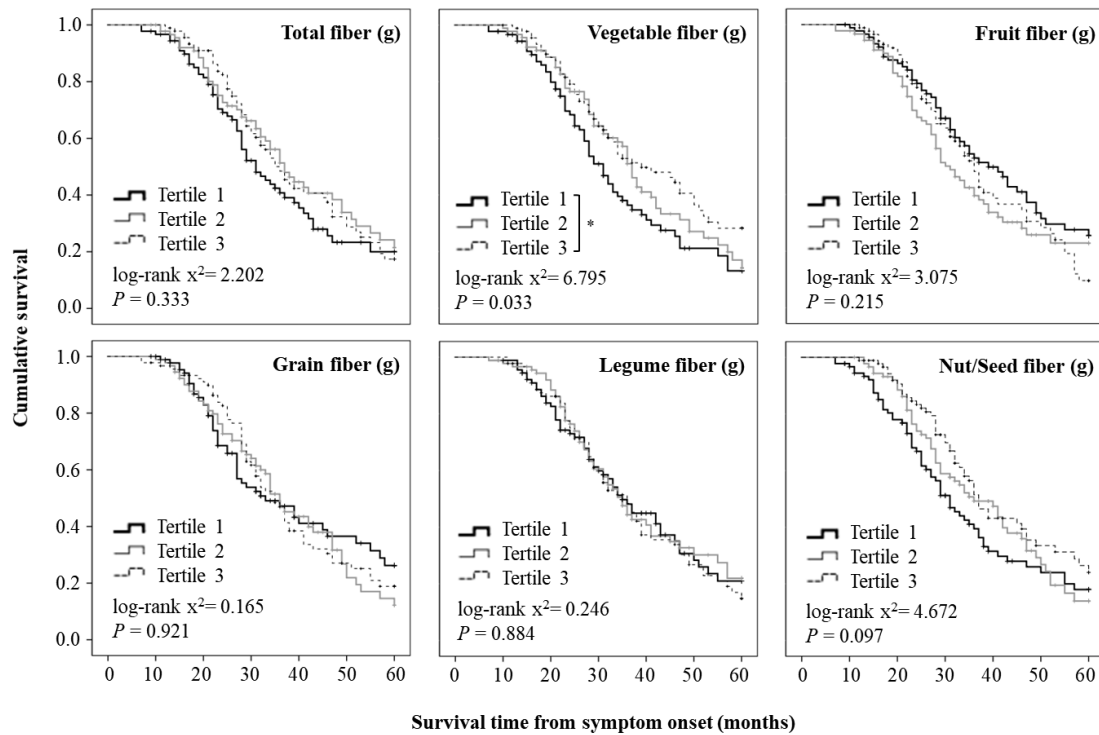 Total fiber (g)
Vegetable fiber (g)
Fruit fiber (g)
1.0
0.8
0.6
0.4
0.2
0.0
Tertile 1
Tertile 2
Tertile 3
log-rank x²= 2.202
P = 0.333
Tertile 1
Tertile 2
Tertile 3
*
log-rank x²= 6.795
P = 0.033
Tertile 1
Tertile 2
Tertile 3
log-rank x²= 3.075
P = 0.215
Cumulative survival
Grain fiber (g)
Legume fiber (g)
Nut/Seed fiber (g)
1.0
0.8
0.6
0.4
0.2
0.0
Tertile 1
Tertile 2
Tertile 3
log-rank x²= 0.165
P = 0.921
Tertile 1
Tertile 2
Tertile 3
log-rank x²= 0.246
P = 0.884
Tertile 1
Tertile 2
Tertile 3
log-rank x²= 4.672
P = 0.097
0 10 20 30 40 50 60
0 10 20 30 40 50 60
0 10 20 30 40 50 60
Survival time from symptom onset (months)